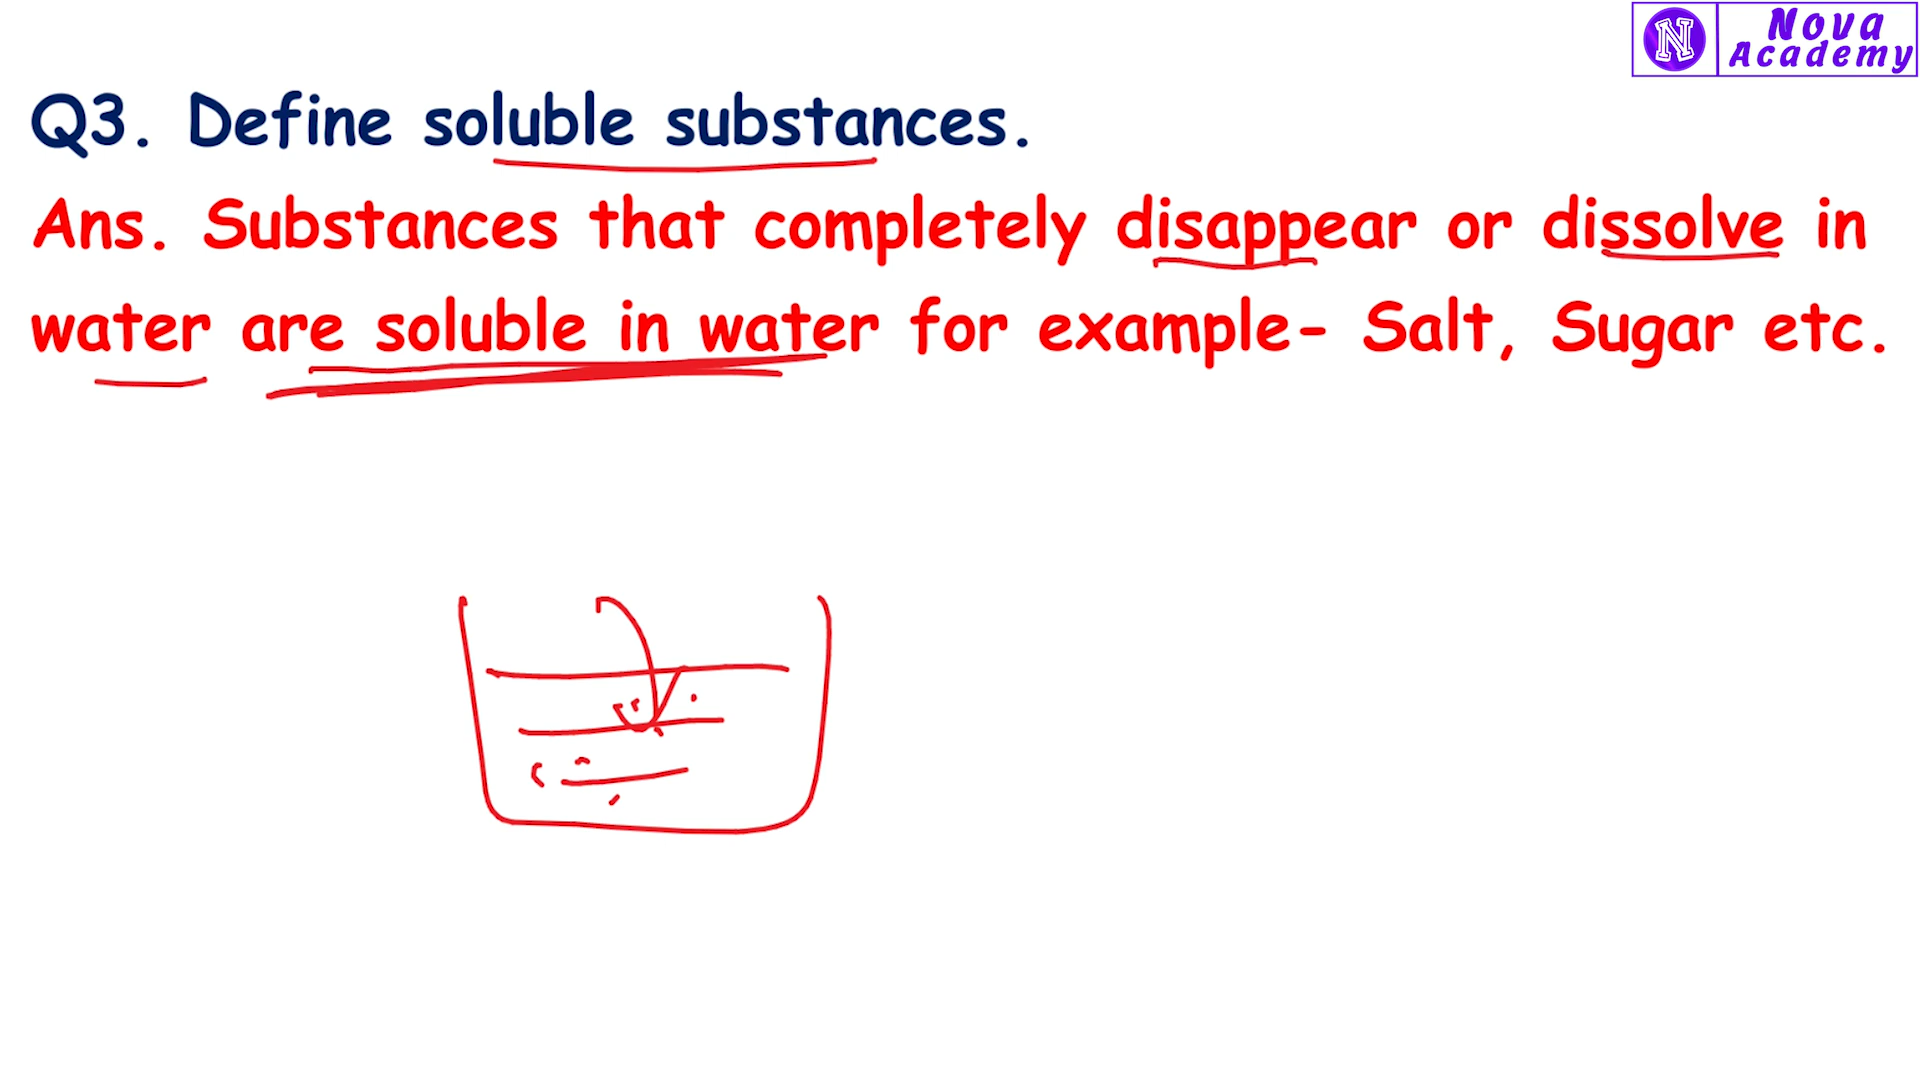 N Nova
Academy
Q3. Define soluble substances.
Ans. Substances that completely disappear or dissolve in
water are soluble in water for example- Salt, Sugar etc.